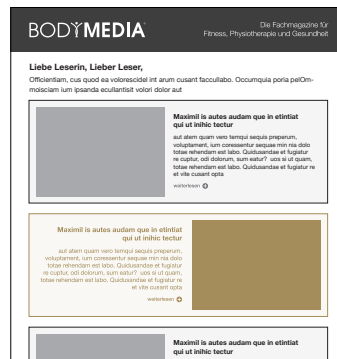 BODYMEDIA
Die Fachmagazine für
Fitness, Physiotherapie und Gesundheit
Liebe Leserin, Lieber Leser,
Officientiam, cus quod ea volorescidel int arum cusant faccullabo. Occumquia poria pelOm-
moisciam ium ipsanda ecullantisit volori dolor aut
Maximil is autes audam que in etintiat
qui ut inihic tectur
aut atem quam vero temqui sequis preperum,
voluptament, ium coressentur sequae min nia dolo
totae rehendam est labo. Quidusandae et fugiatur
re cuptur, odi dolorum, sum eatur? uos si ut quam,
totae rehendam est labo. Quidusandae et fugiatur re
et vite cusant opta
weiterlesen
Maximil is autes audam que in etintiat
qui ut inihic tectur
aut atem quam vero temqui sequis preperum,
voluptament, ium coressentur sequae min nia dolo
totae rehendam est labo. Quidusandae et fugiatur
re cuptur, odi dolorum, sum eatur? uos si ut quam,
totae rehendam est labo. Quidusandae et fugiatur re
et vite cusant opta
weiterlesen
Maximil is autes audam que in etintiat
qui ut inihic tectur